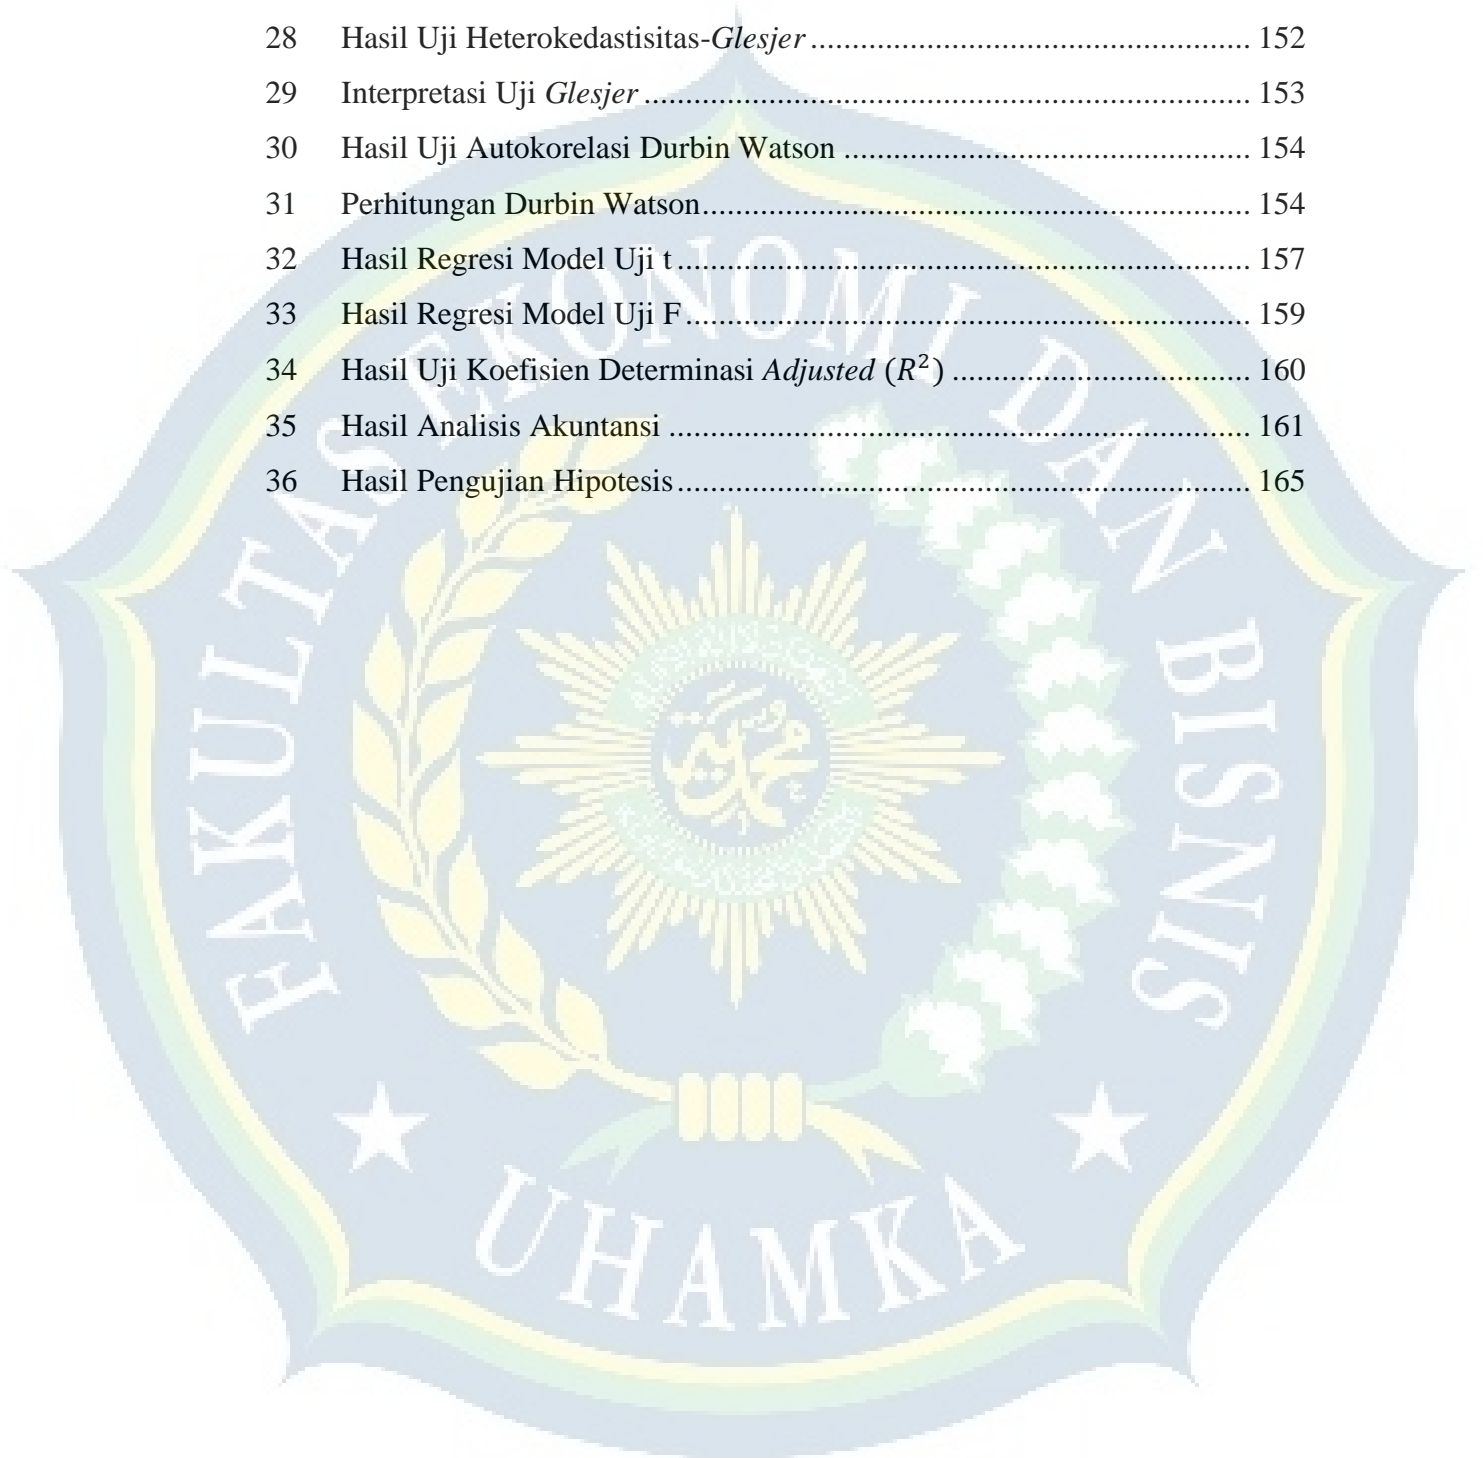 28 Hasil Uji Heterokedastisitas-Glesjer ..................................................... 152
29 Interpretasi Uji Glesjer ......................................................................... 153
30 Hasil Uji Autokorelasi Durbin Watson ................................................. 154
31 Perhitungan Durbin Watson.................................................................. 154
32 Hasil Regresi Model Uji t ..................................................................... 157
33 Hasil Regresi Model Uji F .................................................................... 159
34 Hasil Uji Koefisien Determinasi Adjusted (R²) .................................... 160
35 Hasil Analisis Akuntansi ...................................................................... 161
36 Hasil Pengujian Hipotesis ..................................................................... 165
FAKULTAS EKONOMI DAN BISNIS
UHAMKA